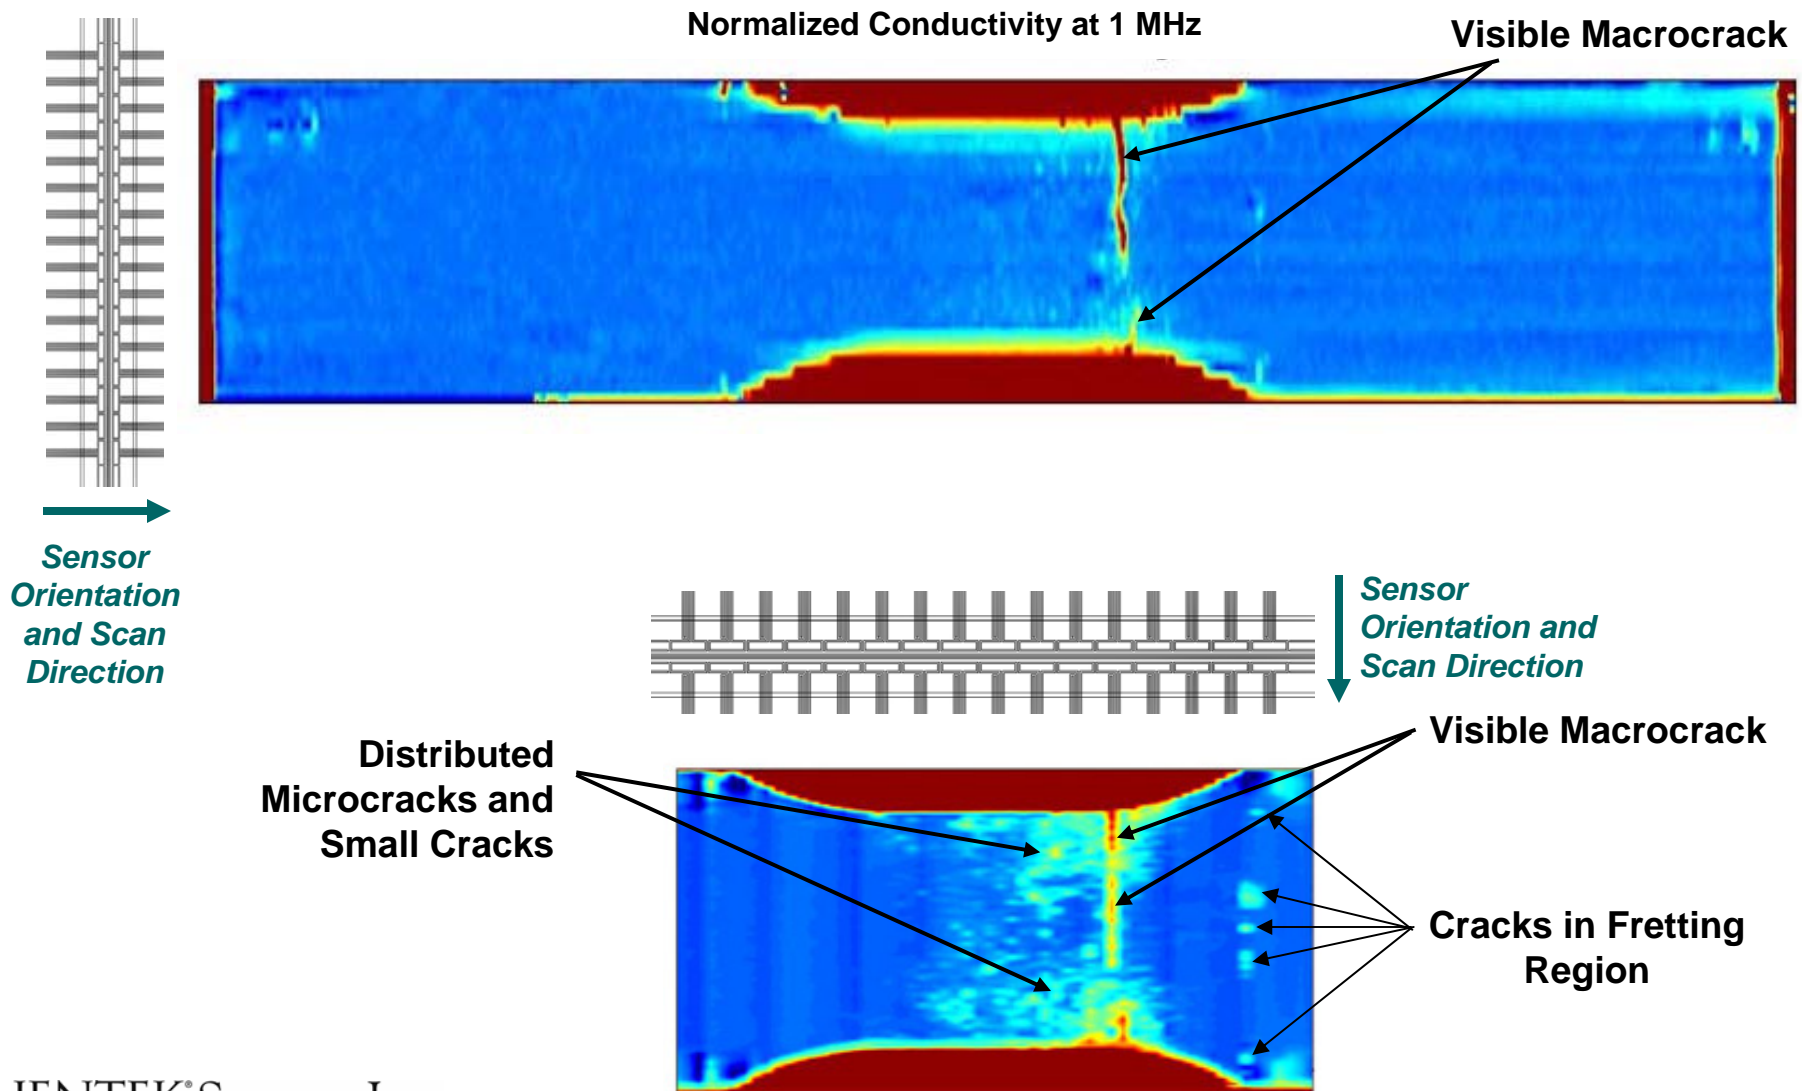 Normalized Conductivity at 1 MHz
Visible Macrocrack
Sensor
Orientation
and Scan
Direction
Sensor
Orientation and
Scan Direction
Visible Macrocrack
Distributed
Microcracks and
Small Cracks
Cracks in Fretting
Region
JENTEK®